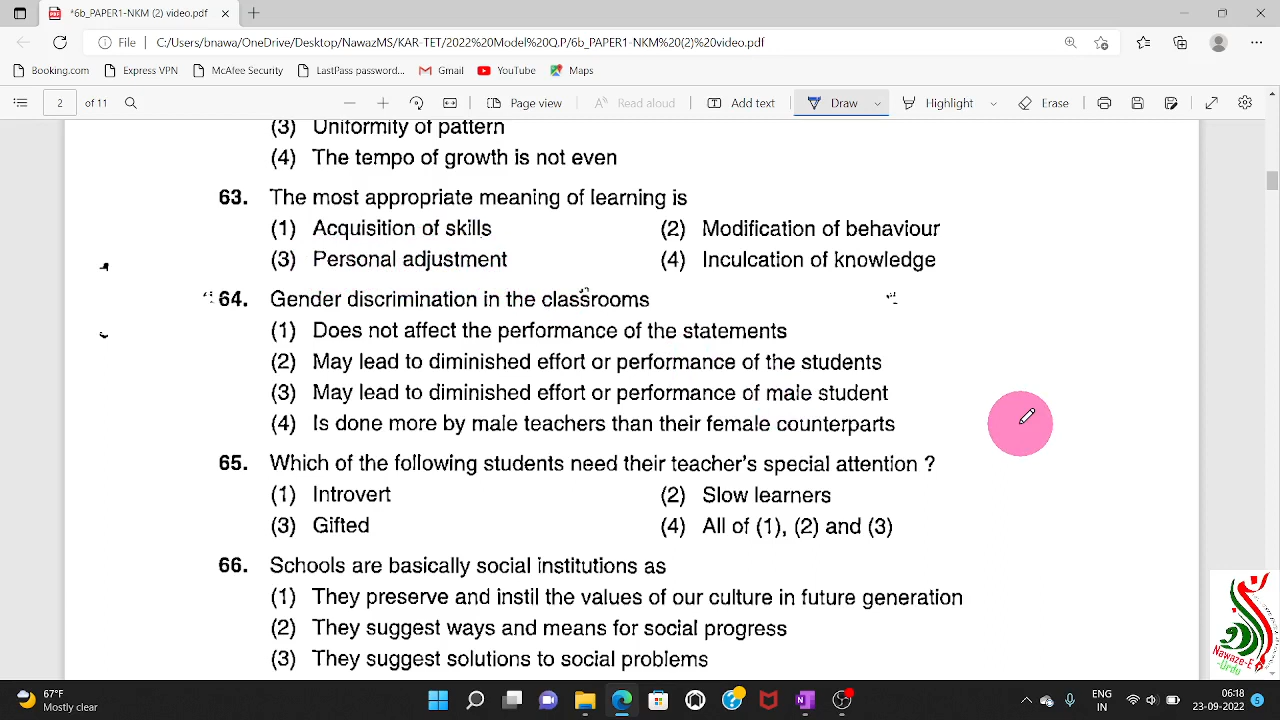 *6b_PAPER1-NKM (2) video.pdf
File | C:/Users/bnawa/OneDrive/Desktop/NawazMS/KAR-TET/2022%20Model%20Q.P/6b_PAPER1-NKM%20(2)%20video.pdf
Booking.com Express VPN McAfee Security LastPass password... Gmail YouTube Maps
2 of 11 Page view Read aloud Add text Draw Highlight Erase
(3) Uniformity of pattern
(4) The tempo of growth is not even
63. The most appropriate meaning of learning is
(1) Acquisition of skills (2) Modification of behaviour
(3) Personal adjustment (4) Inculcation of knowledge
64. Gender discrimination in the classrooms
(1) Does not affect the performance of the statements
(2) May lead to diminished effort or performance of the students
(3) May lead to diminished effort or performance of male student
(4) Is done more by male teachers than their female counterparts
65. Which of the following students need their teacher's special attention ?
(1) Introvert (2) Slow learners
(3) Gifted (4) All of (1), (2) and (3)
66. Schools are basically social institutions as
(1) They preserve and instil the values of our culture in future generation
(2) They suggest ways and means for social progress
(3) They suggest solutions to social problems
Nawaze-E
-Urdu
67°F
Mostly clear
ENG
IN
06:18
23-09-2022
5